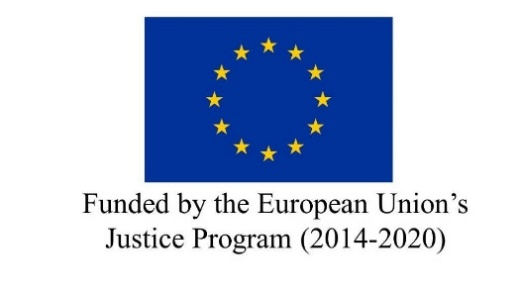 Funded by the European Union’s
Justice Program (2014-2020)